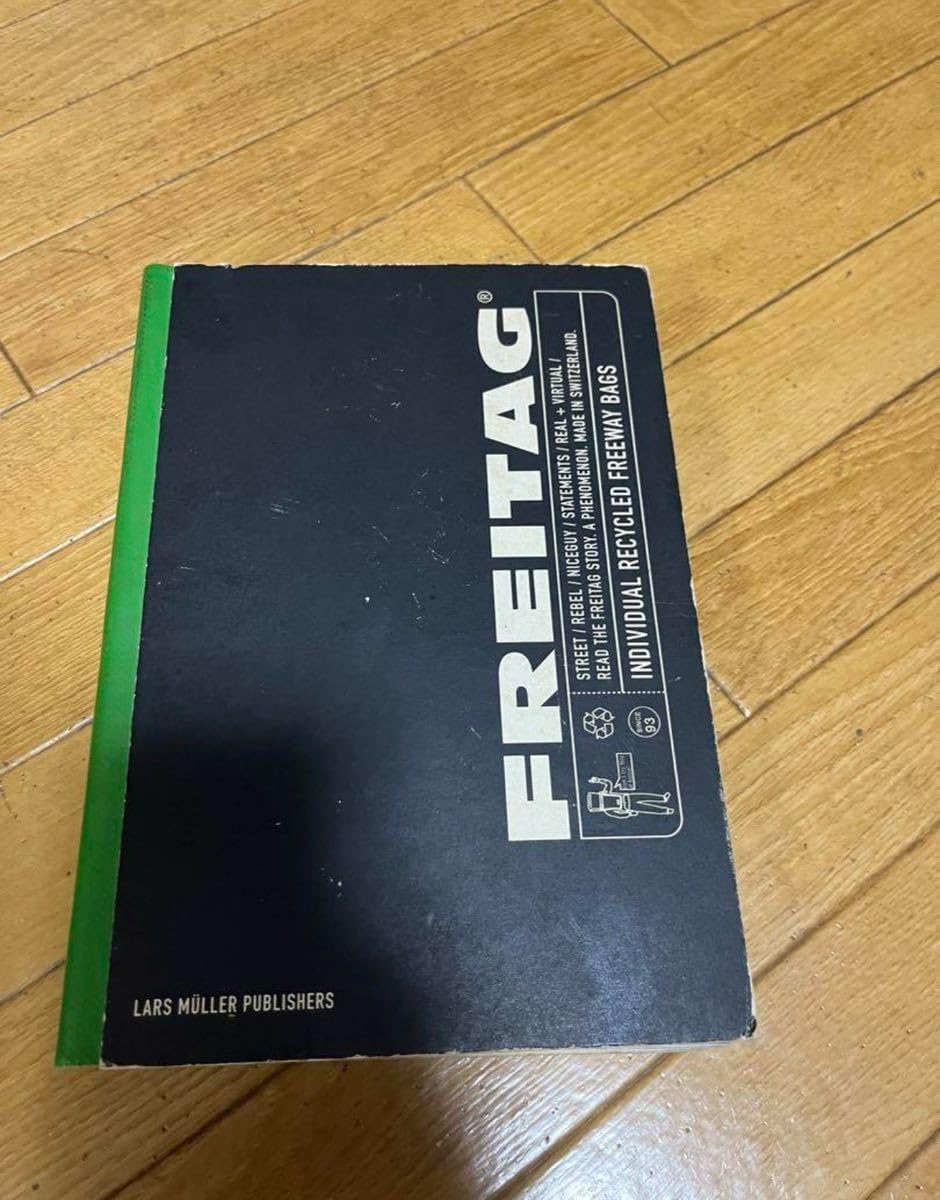 FREITAG®
STREET / REBEL / NICEGUY / STATEMENTS / REAL + VIRTUAL /
READ THE FREITAG STORY. A PHENOMENON. MADE IN SWITZERLAND.
INDIVIDUAL RECYCLED FREEWAY BAGS
SINCE
93
LARS MÜLLER PUBLISHERS